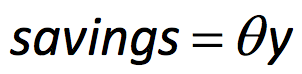 savings = θy